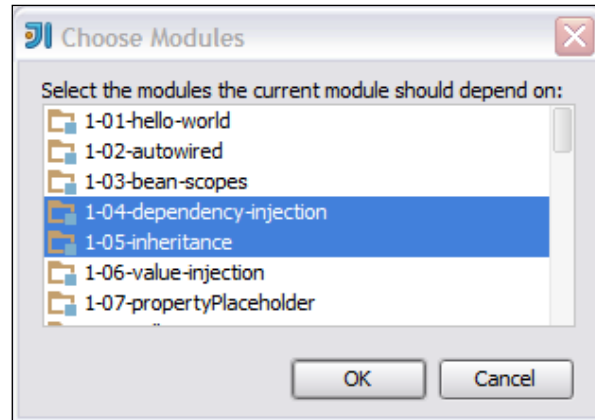 Choose Modules
Select the modules the current module should depend on:
1-01-hello-world
1-02-autowired
1-03-bean-scopes
1-04-dependency-injection
1-05-inheritance
1-06-value-injection
1-07-propertyPlaceholder
OK Cancel